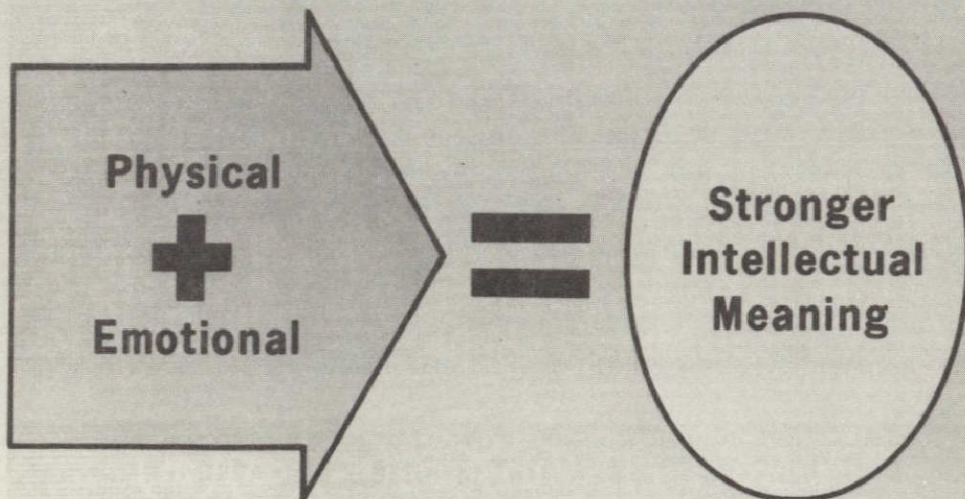 Physical
+
Emotional
=
Stronger
Intellectual
Meaning